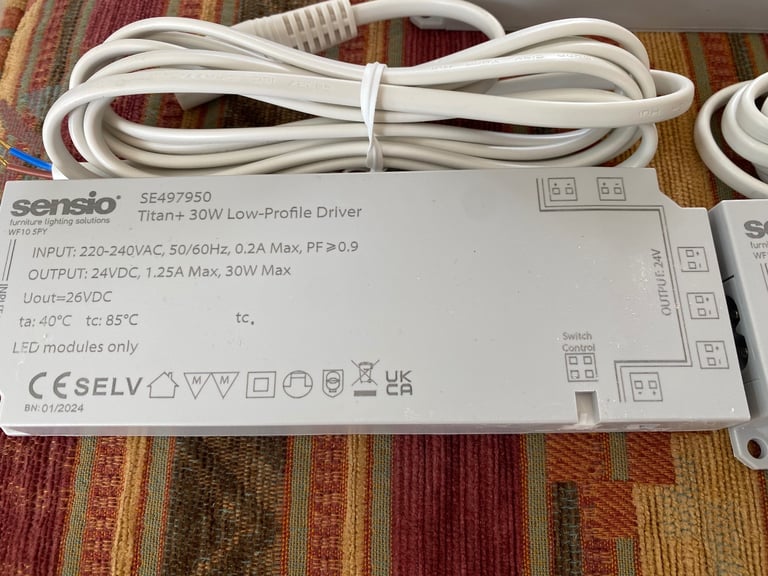 sensio®
furniture lighting solutions
WF10 5PY
SE497950
Titan+ 30W Low-Profile Driver
INPUT: 220-240VAC, 50/60Hz, 0.2A Max, PF≥0.9
OUTPUT: 24VDC, 1.25A Max, 30W Max
Uout=26VDC
ta: 40°C tc: 85°C
tc.
LED modules only
CE SELV M M UK CA
BN: 01/2024
Switch
Control
OUTPUT: 24V